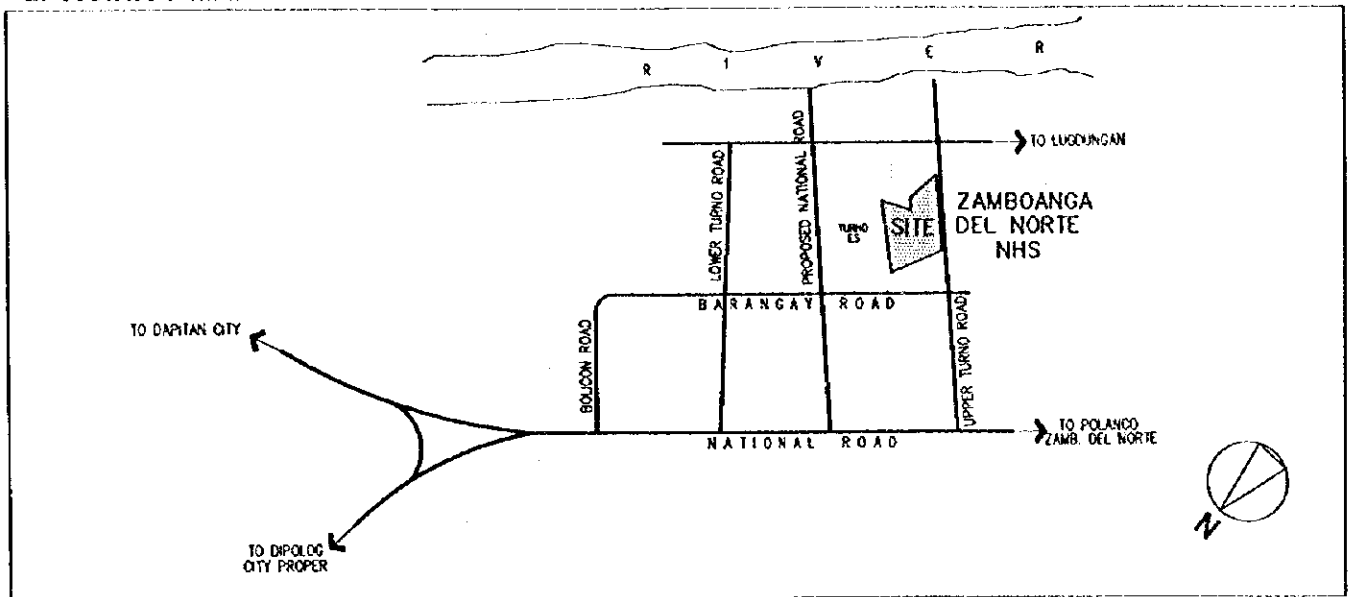 R I V E R
TO LUGDUNGAN
LOWER TURNO ROAD
PROPOSED NATIONAL ROAD
TURNO
ES
SITE
ZAMBOANGA
DEL NORTE
NHS
BARANGAY ROAD
TO DAPITAN CITY
BOLICON ROAD
UPPER TURNO ROAD
NATIONAL ROAD
TO POLANCO
ZAMB. DEL NORTE
TO DIPOLOG
CITY PROPER
N